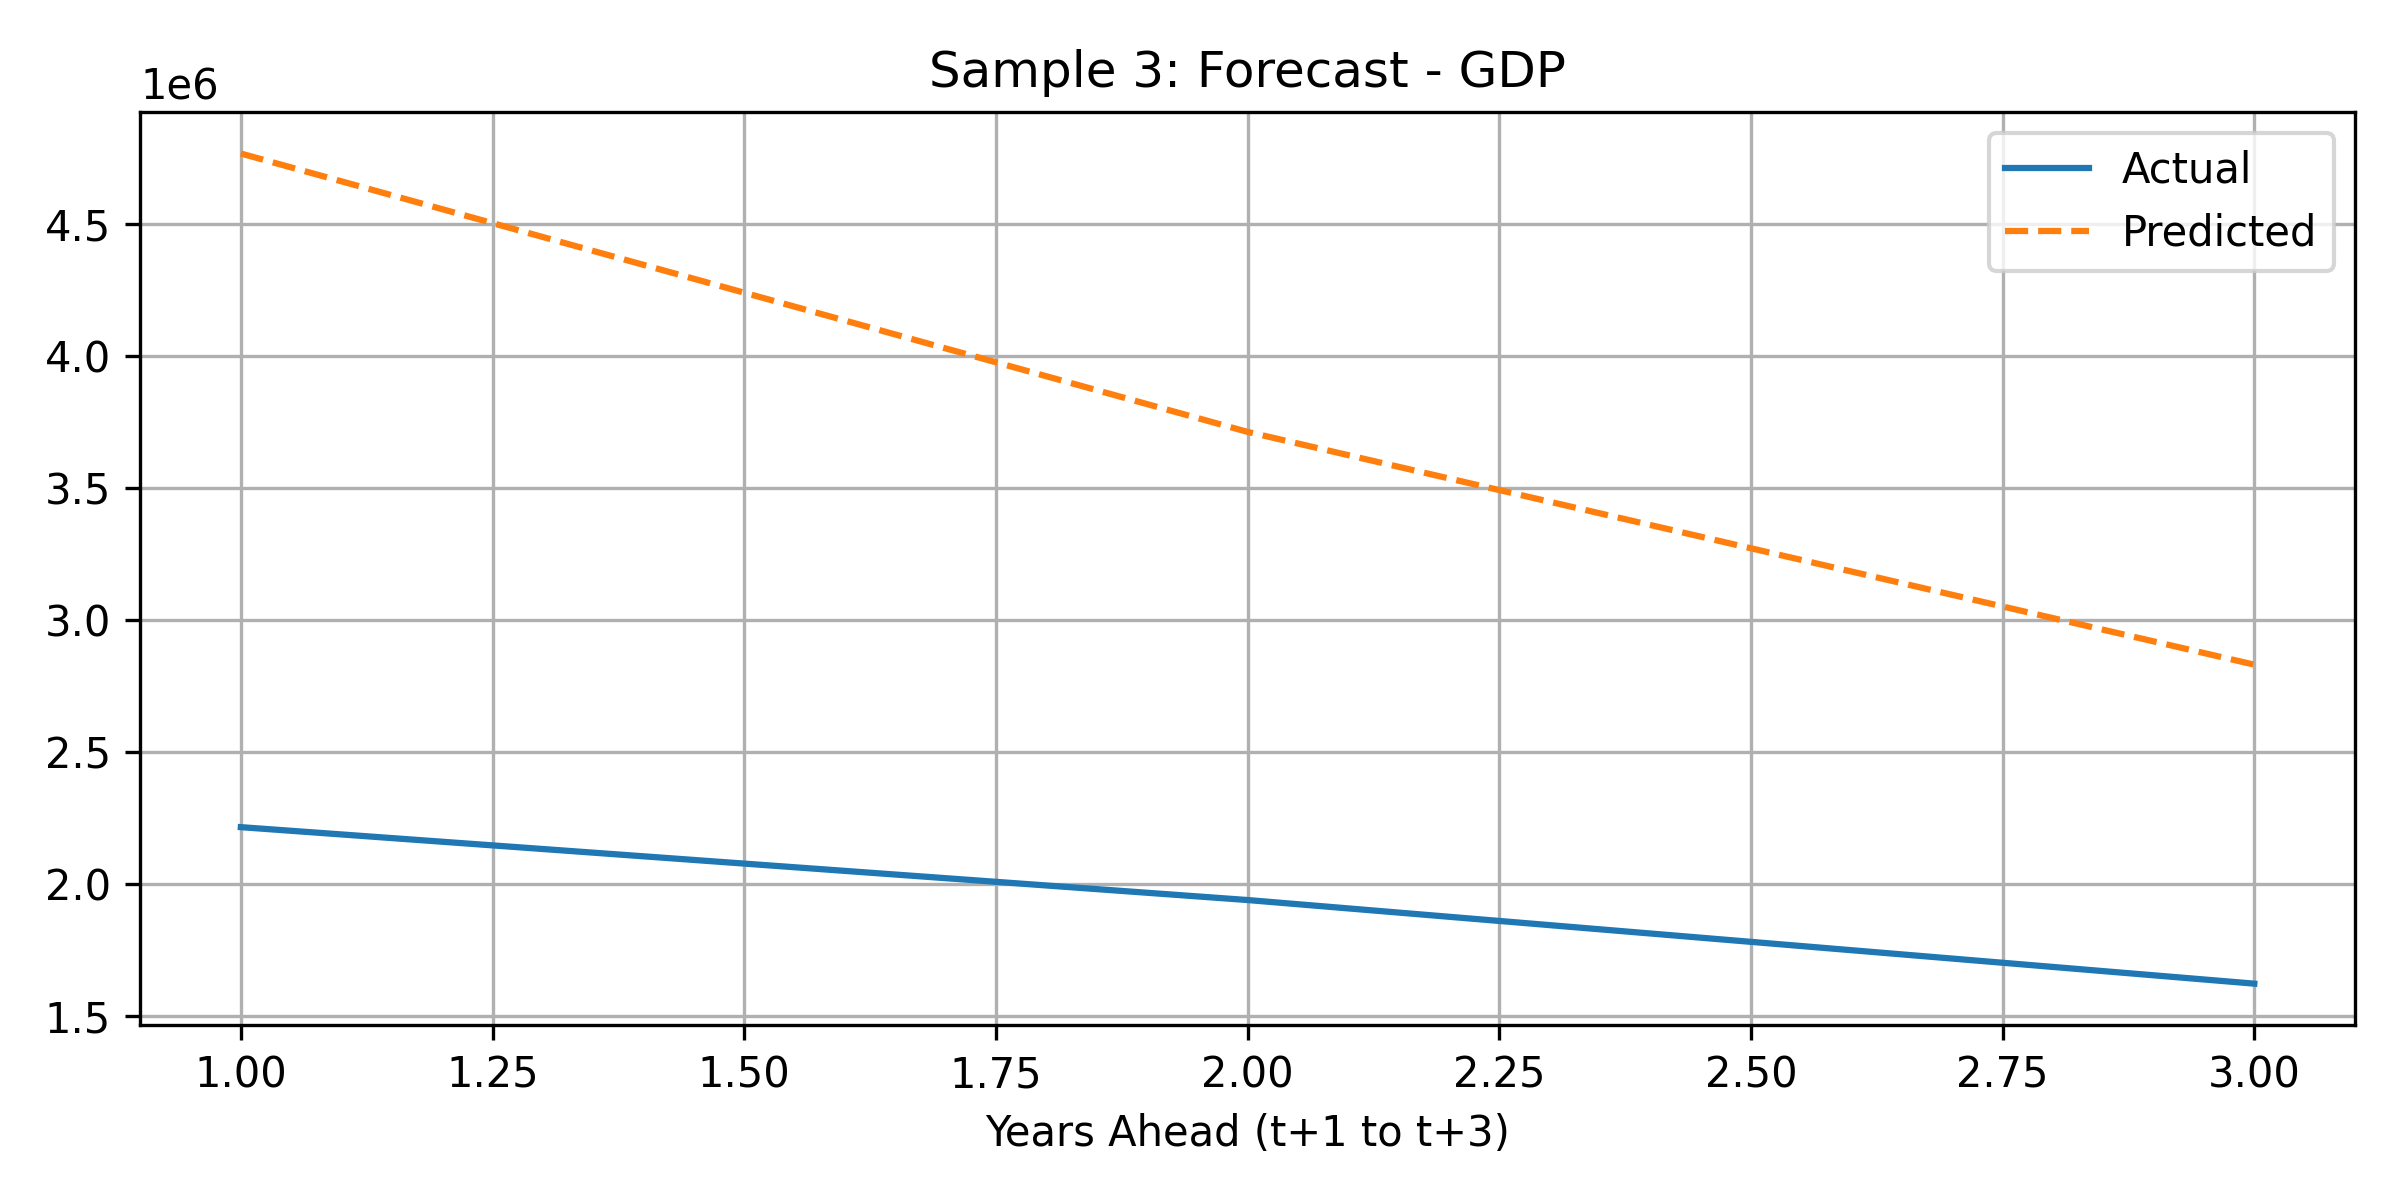 Sample 3: Forecast - GDP
1e6
Actual
Predicted
4.5
4.0
3.5
3.0
2.5
2.0
1.5
1.00 1.25 1.50 1.75 2.00 2.25 2.50 2.75 3.00
Years Ahead (t+1 to t+3)